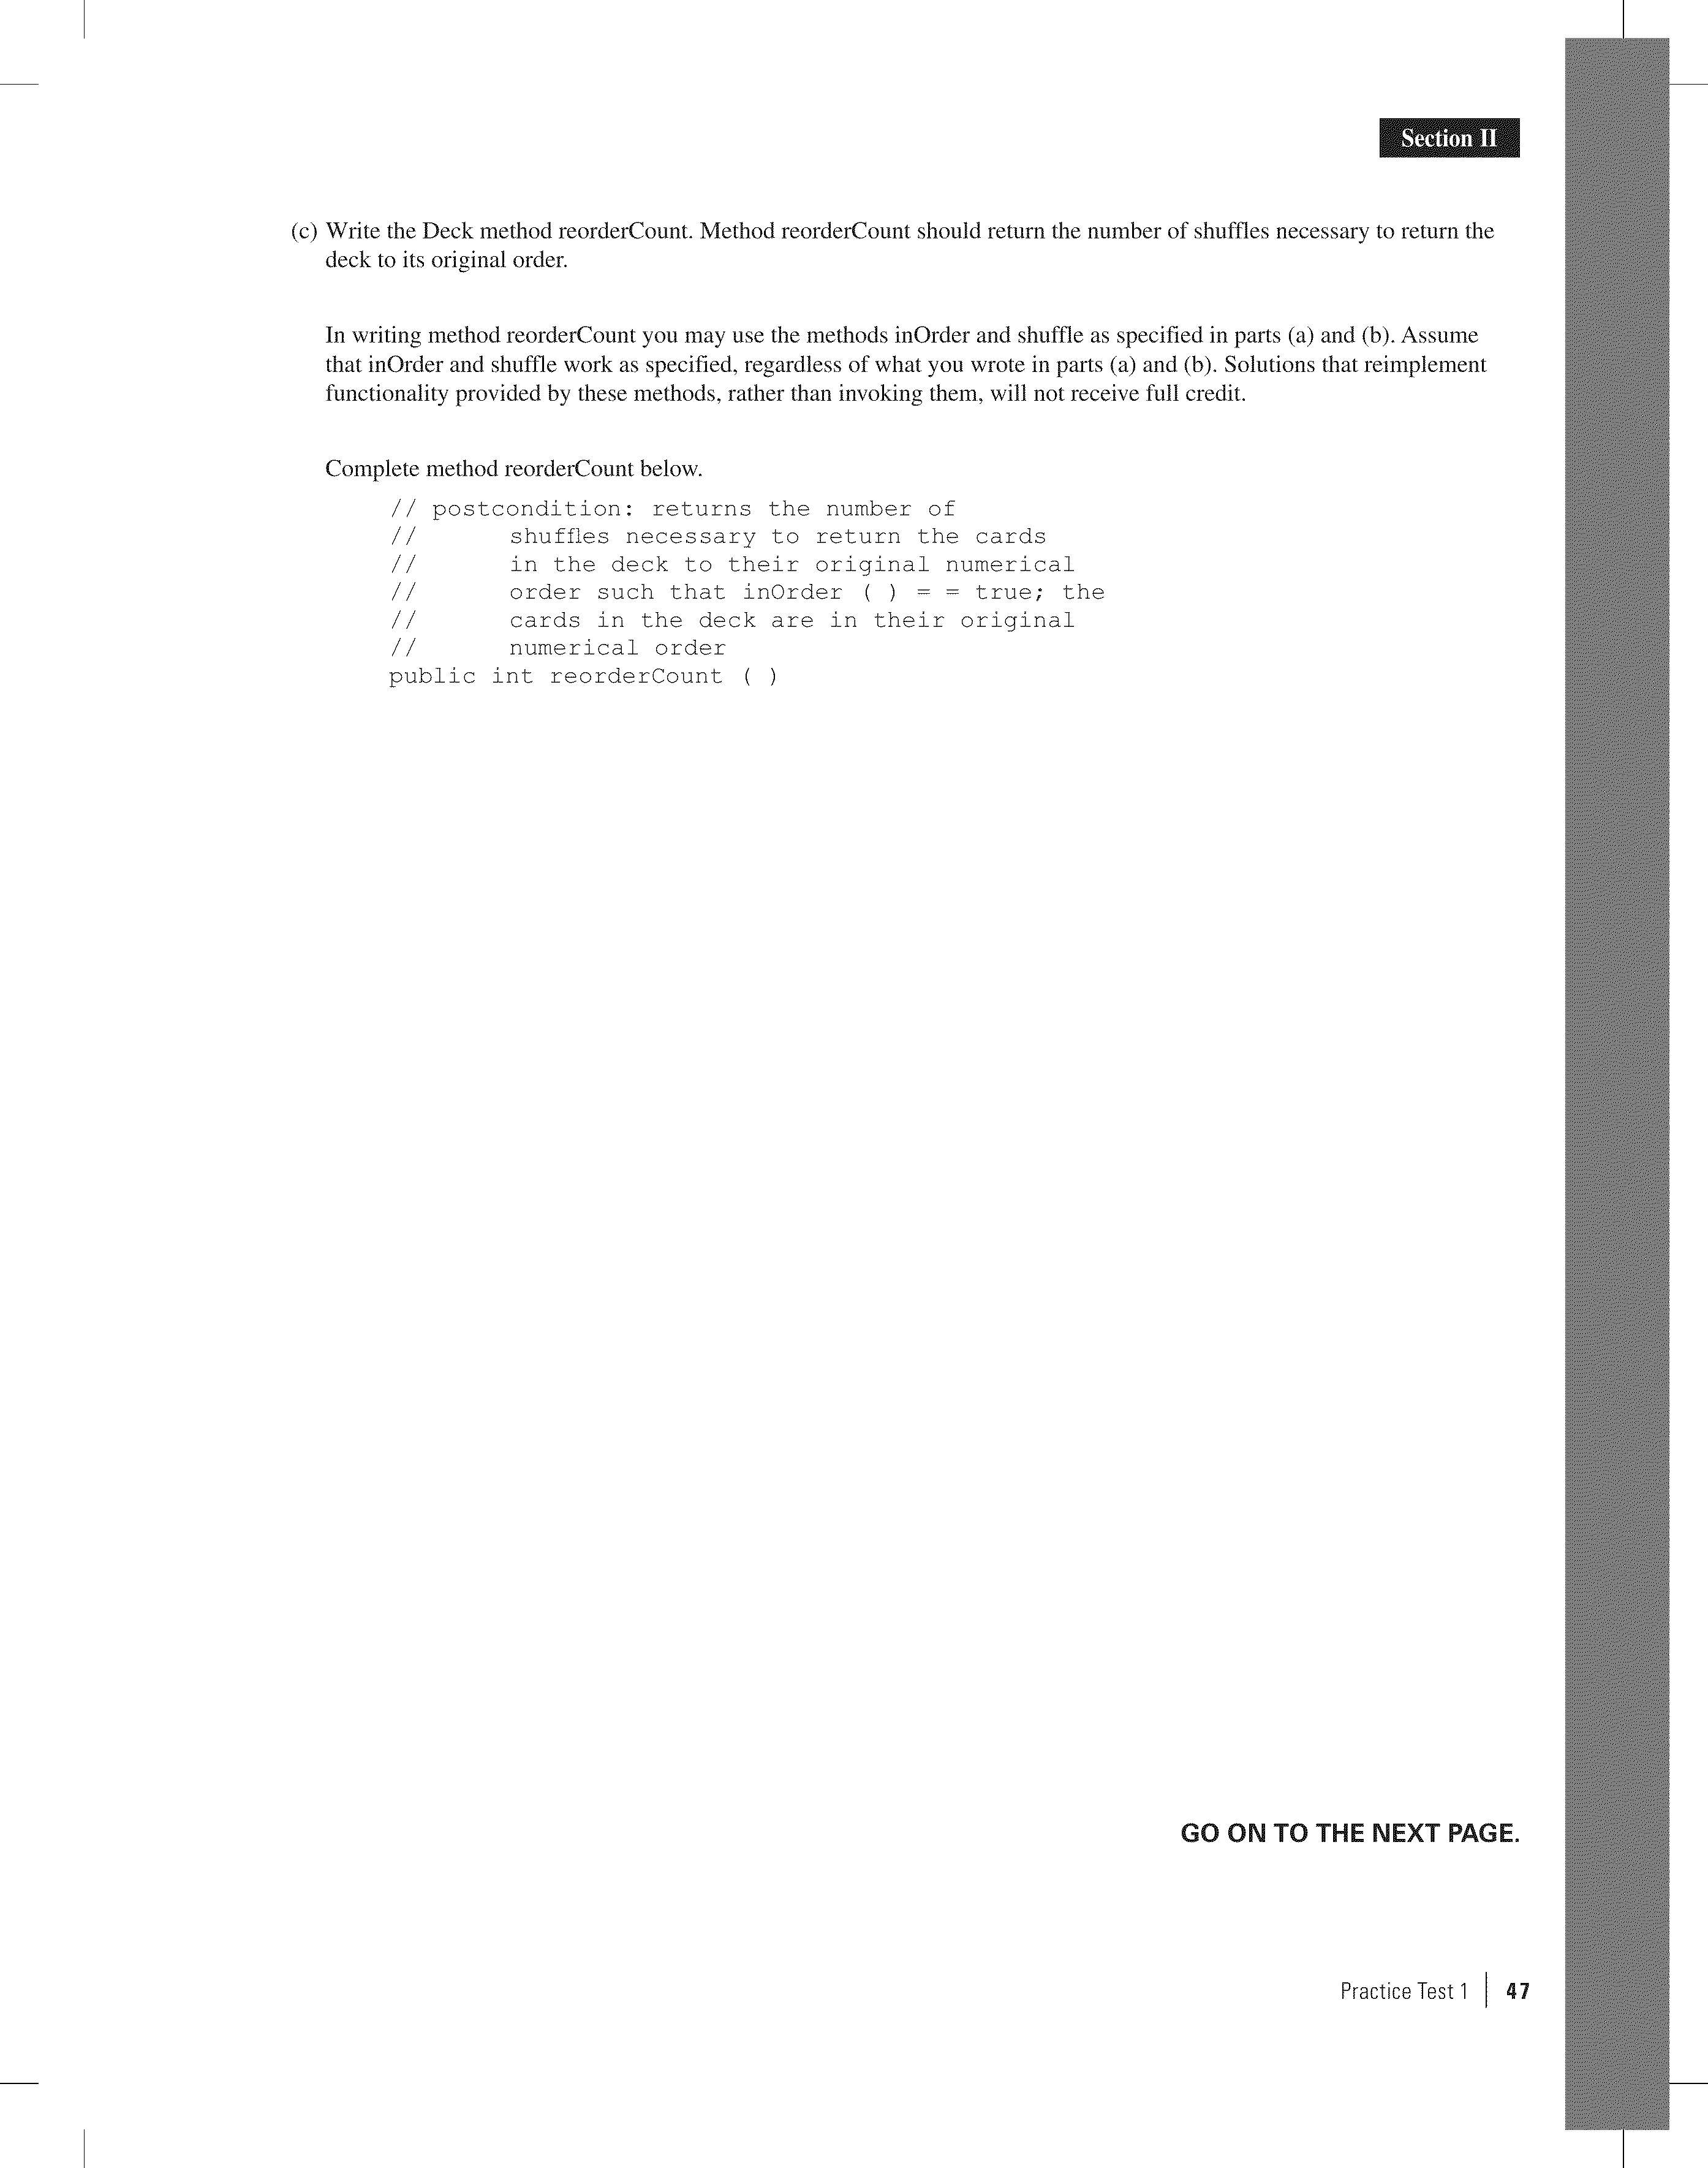 Section II
(c) Write the Deck method reorderCount. Method reorderCount should return the number of shuffles necessary to return the
deck to its original order.
In writing method reorderCount you may use the methods inOrder and shuffle as specified in parts (a) and (b). Assume
that inOrder and shuffle work as specified, regardless of what you wrote in parts (a) and (b). Solutions that reimplement
functionality provided by these methods, rather than invoking them, will not receive full credit.
Complete method reorderCount below.
// postcondition: returns the number of
// shuffles necessary to return the cards
// in the deck to their original numerical
// order such that inOrder ( ) = = true; the
// cards in the deck are in their original
// numerical order
public int reorderCount ( )
GO ON TO THE NEXT PAGE.
Practice Test 1 | 47